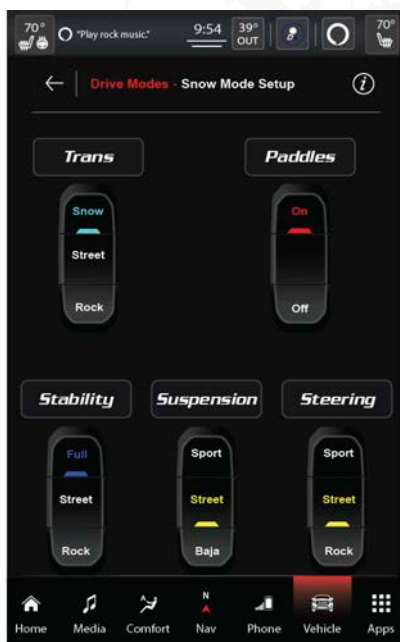 70° "Play rock music." 9:54 39° OUT 70°
Drive Modes - Snow Mode Setup i
Trans Paddles
Snow On
Street
Rock Off
Stability Suspension Steering
Full Sport Sport
Street Street Street
Rock Baja Rock
N
Home Media Comfort Nav Phone Vehicle Apps